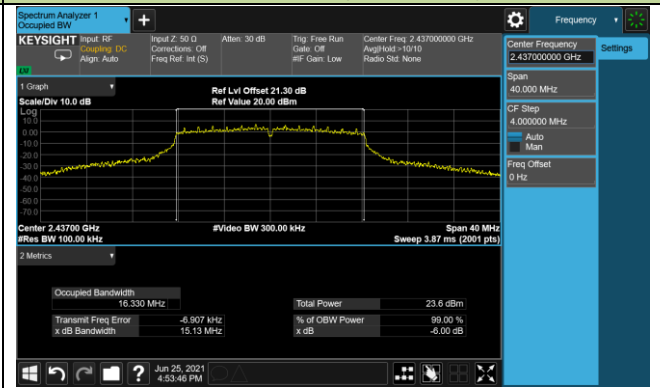 Spectrum Analyzer 1
Occupied BW
+
Frequency
KEYSIGHT
Input: RF
Coupling: DC
Align: Auto
Input Z: 50 Ω
Corrections: Off
Freq Ref: Int (S)
Atten: 30 dB
Trig: Free Run
Gate: Off
#IF Gain: Low
Center Freq: 2.437000000 GHz
Avg|Hold:>10/10
Radio Std: None
Center Frequency
2.437000000 GHz
Settings
Span
40.000 MHz
CF Step
4.000000 MHz
Auto
Man
Freq Offset
0 Hz
1 Graph
Scale/Div 10.0 dB
Ref Lvl Offset 21.30 dB
Ref Value 20.00 dBm
Log
10.0
0.00
-10.0
-20.0
-30.0
-40.0
-50.0
-60.0
-70.0
Center 2.43700 GHz
#Video BW 300.00 kHz
Span 40 MHz
#Res BW 100.00 kHz
Sweep 3.87 ms (2001 pts)
2 Metrics
Occupied Bandwidth
16.330 MHz
Total Power 23.6 dBm
Transmit Freq Error -6.907 kHz
% of OBW Power 99.00 %
x dB Bandwidth 15.13 MHz
x dB -6.00 dB
?
Jun 25, 2021
4:53:46 PM